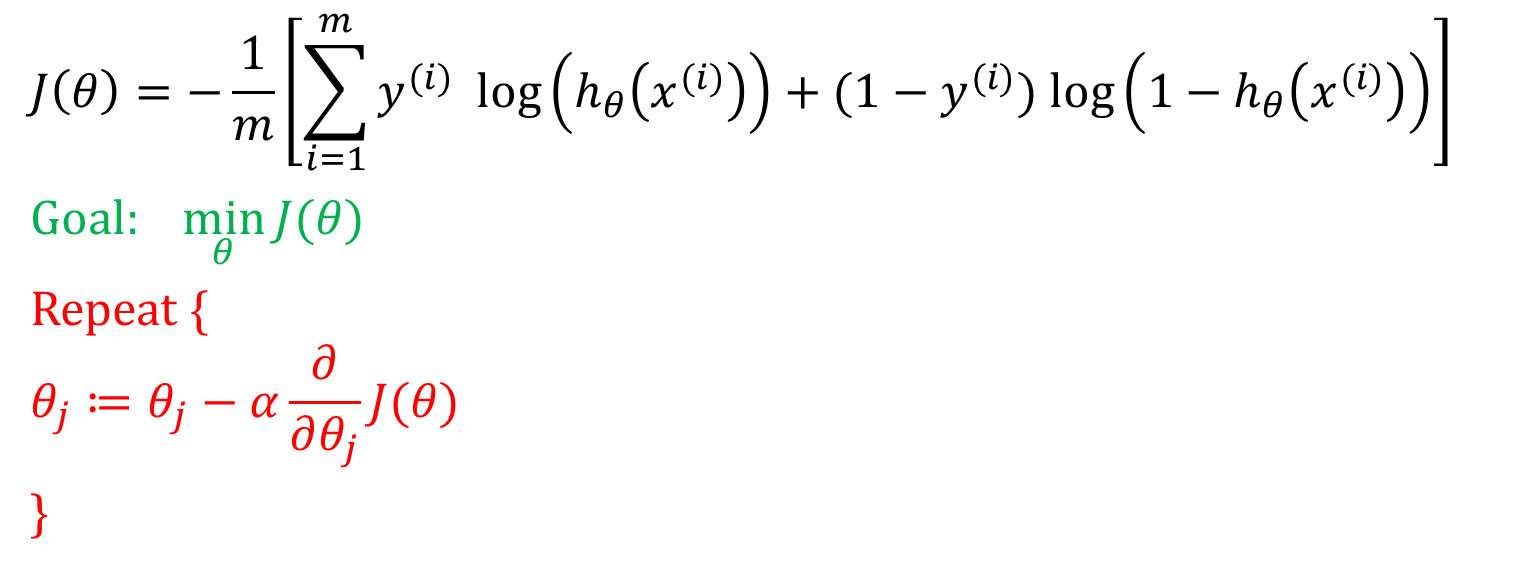 J(θ) = −1/m [∑_{i=1}^{m} y^{(i)} log(h_θ(x^{(i)})) + (1 − y^{(i)}) log(1 − h_θ(x^{(i)}))]
Goal: min_θ J(θ)
Repeat {
θ_j ≔ θ_j − α ∂/∂θ_j J(θ)
}